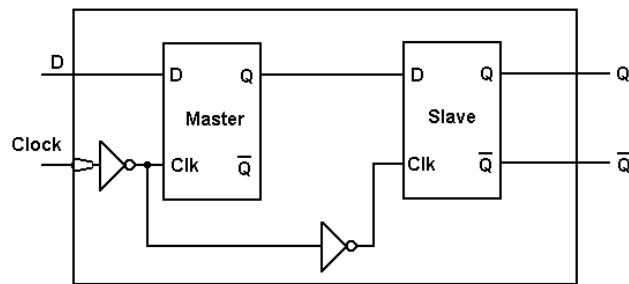 D
D Q
Master
Clk Q̅
D Q
Slave
Clk Q̅
Q
Q̅
Clock